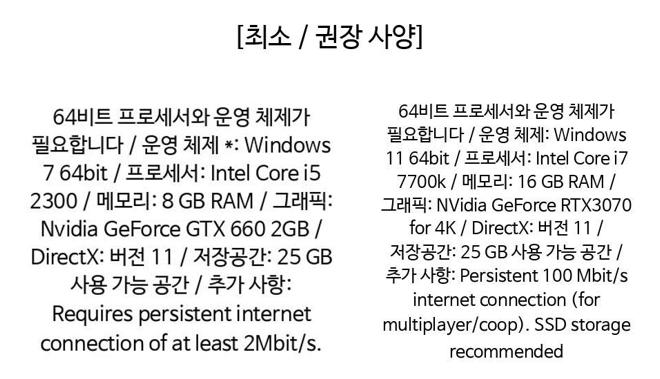 [최소 / 권장 사양]
64비트 프로세서와 운영 체제가
필요합니다 / 운영 체제 *: Windows
7 64bit / 프로세서: Intel Core i5
2300 / 메모리: 8 GB RAM / 그래픽:
Nvidia GeForce GTX 660 2GB /
DirectX: 버전 11 / 저장공간: 25 GB
사용 가능 공간 / 추가 사항:
Requires persistent internet
connection of at least 2Mbit/s.
64비트 프로세서와 운영 체제가
필요합니다 / 운영 체제: Windows
11 64bit / 프로세서: Intel Core i7
7700k / 메모리: 16 GB RAM /
그래픽: NVidia GeForce RTX3070
for 4K / DirectX: 버전 11 /
저장공간: 25 GB 사용 가능 공간 /
추가 사항: Persistent 100 Mbit/s
internet connection (for
multiplayer/coop). SSD storage
recommended